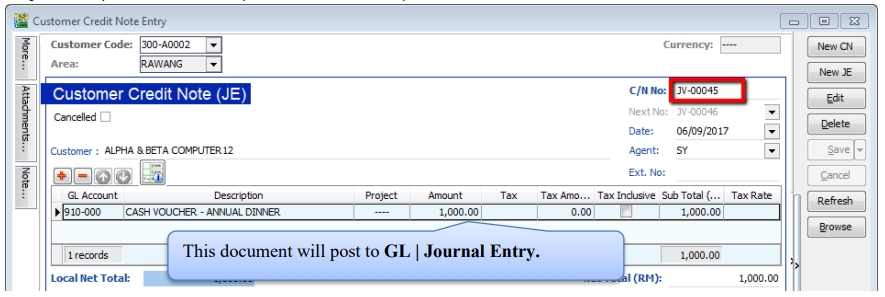 Customer Credit Note Entry
More...
Attachments...
Note...
Customer Code: 300-A0002
Currency: ----
Area: RAWANG
Customer Credit Note (JE)
C/N No: JV-00045
Cancelled
Next No: JV-00046
Date: 06/09/2017
Customer : ALPHA & BETA COMPUTER12
Agent: SY
Ext. No:
GL Account Description Project Amount Tax Tax Amo... Tax Inclusive Sub Total (... Tax Rate
910-000 CASH VOUCHER - ANNUAL DINNER ---- 1,000.00 0.00 1,000.00
This document will post to GL | Journal Entry.
1 records 1,000.00
Local Net Total: (RM): 1,000.00
New CN
New JE
Edit
Delete
Save
Cancel
Refresh
Browse